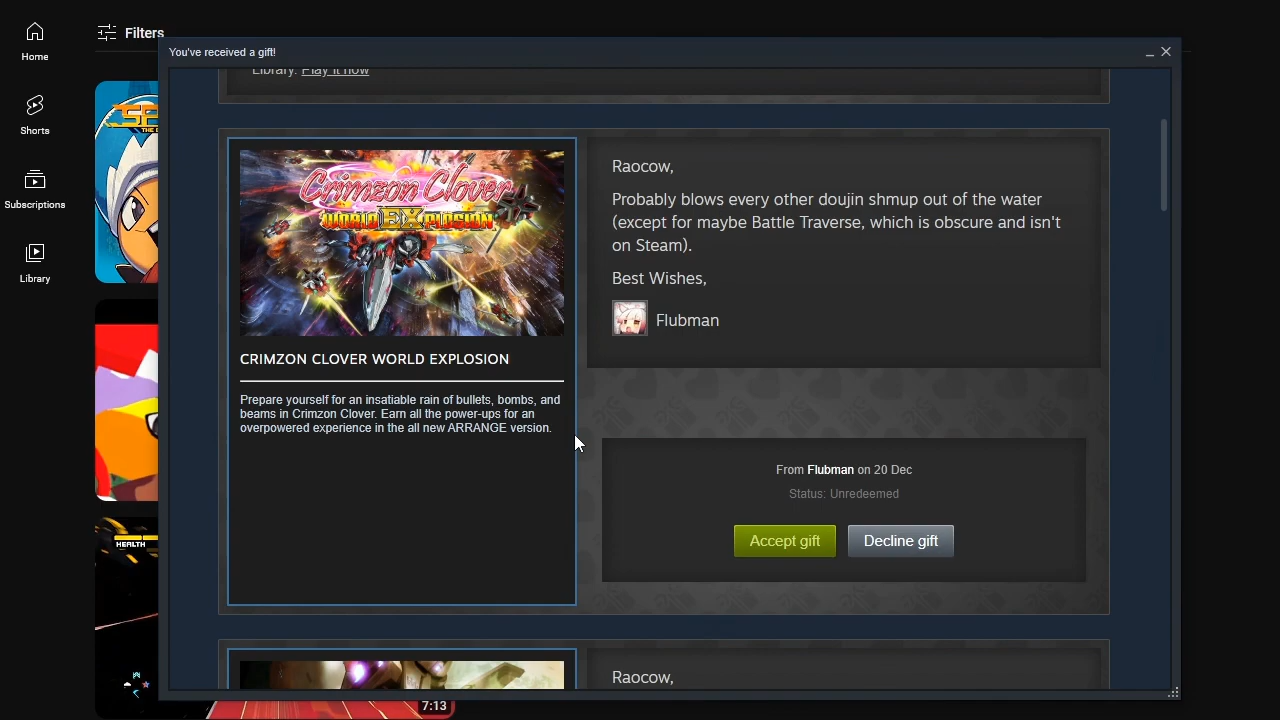 Home
Shorts
Subscriptions
Library
Filters
You've received a gift!
Library. Play it now
Crimzon Clover
WORLD EXPLOSION
CRIMZON CLOVER WORLD EXPLOSION
Prepare yourself for an insatiable rain of bullets, bombs, and
beams in Crimzon Clover. Earn all the power-ups for an
overpowered experience in the all new ARRANGE version.
Raocow,
Probably blows every other doujin shmup out of the water
(except for maybe Battle Traverse, which is obscure and isn't
on Steam).
Best Wishes,
Flubman
From Flubman on 20 Dec
Status: Unredeemed
Accept gift
Decline gift
Raocow,
HEALTH
7:13